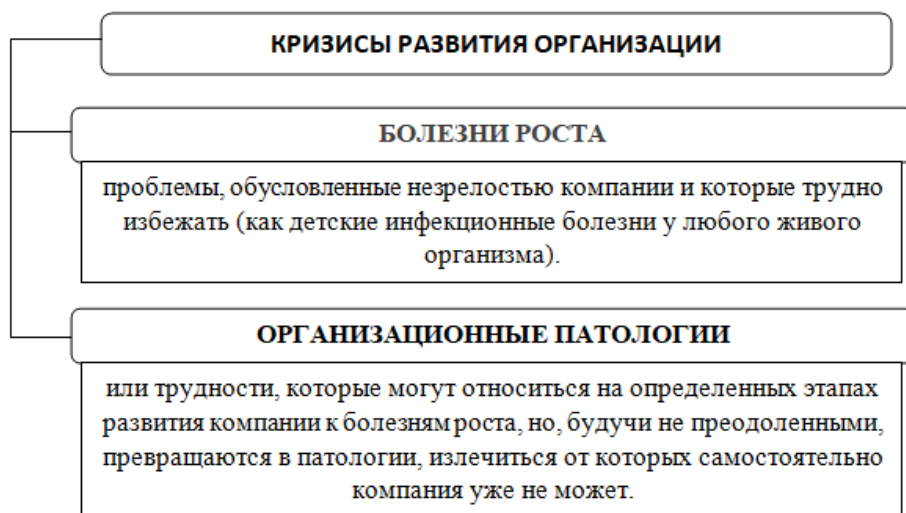 КРИЗИСЫ РАЗВИТИЯ ОРГАНИЗАЦИИ
БОЛЕЗНИ РОСТА
проблемы, обусловленные незрелостью компании и которые трудно
избежать (как детские инфекционные болезни у любого живого
организма).
ОРГАНИЗАЦИОННЫЕ ПАТОЛОГИИ
или трудности, которые могут относиться на определенных этапах
развития компании к болезням роста, но, будучи не преодоленными,
превращаются в патологии, излечиться от которых самостоятельно
компания уже не может.